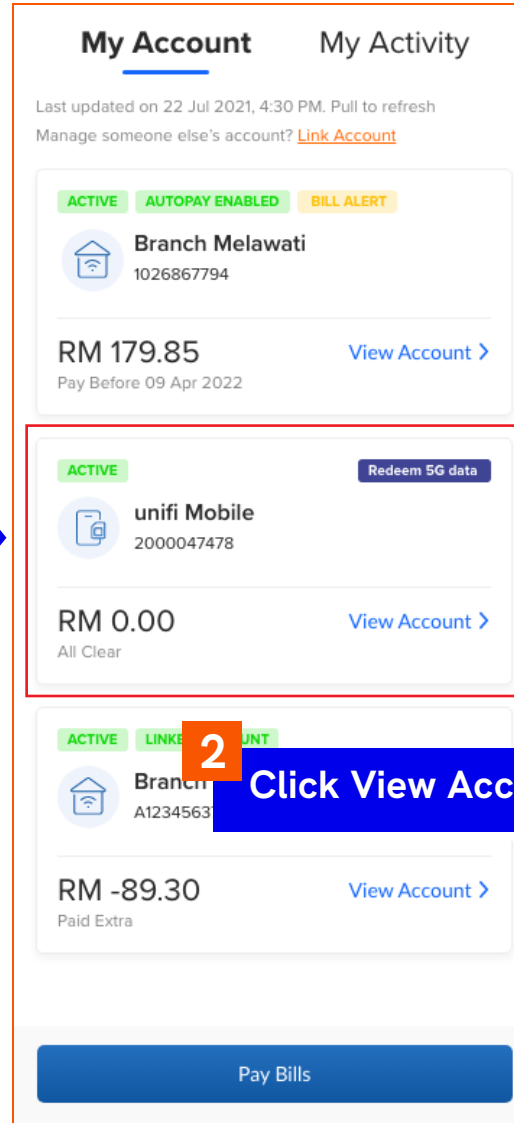 My Account My Activity
Last updated on 22 Jul 2021, 4:30 PM. Pull to refresh
Manage someone else's account? Link Account
ACTIVE AUTOPAY ENABLED BILL ALERT
Branch Melawati
1026867794
RM 179.85 View Account
Pay Before 09 Apr 2022
ACTIVE Redeem 5G data
unifi Mobile
2000047478
RM 0.00 View Account
All Clear
ACTIVE
2
Branch
Click View
RM -89.30 View Account
Paid Extra
Pay Bills